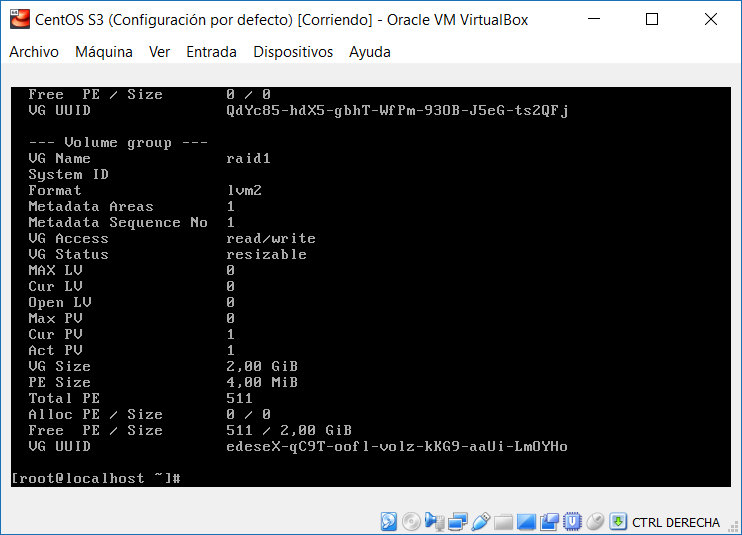 CentOS S3 (Configuración por defecto) [Corriendo] - Oracle VM VirtualBox
Archivo Máquina Ver Entrada Dispositivos Ayuda
Free PE / Size 0 / 0
VG UUID QdYc85-hdX5-gbhT-WfPm-93OB-J5eG-ts2QFj
--- Volume group ---
VG Name raid1
System ID
Format lvm2
Metadata Areas 1
Metadata Sequence No 1
VG Access read/write
VG Status resizable
MAX LV 0
Cur LV 0
Open LV 0
Max PV 0
Cur PV 1
Act PV 1
VG Size 2,00 GiB
PE Size 4,00 MiB
Total PE 511
Alloc PE / Size 0 / 0
Free PE / Size 511 / 2,00 GiB
VG UUID edeseX-qC9T-oofl-volz-kKG9-aaUi-LmOYHo
[root@localhost ~]#
CTRL DERECHA